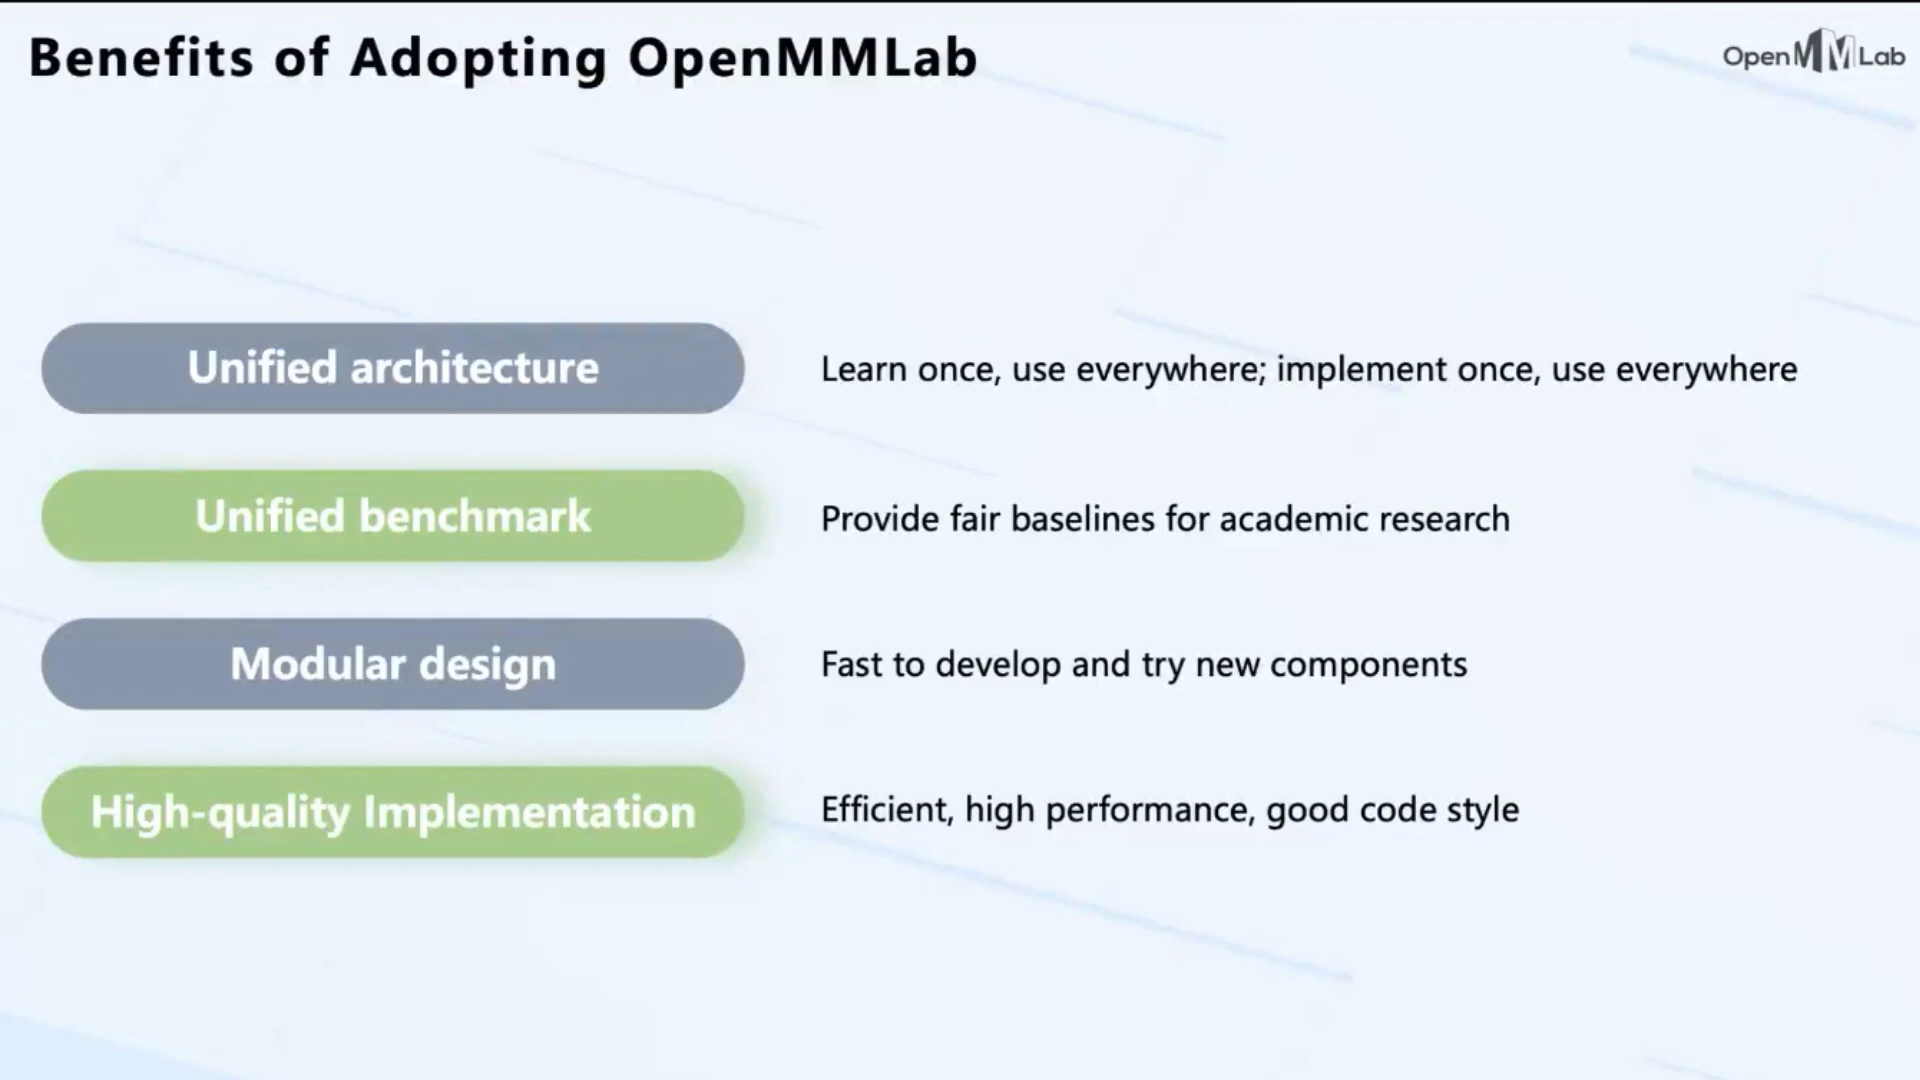 Benefits of Adopting OpenMMLab
OpenMMLab
Unified architecture
Learn once, use everywhere; implement once, use everywhere
Unified benchmark
Provide fair baselines for academic research
Modular design
Fast to develop and try new components
High-quality Implementation
Efficient, high performance, good code style